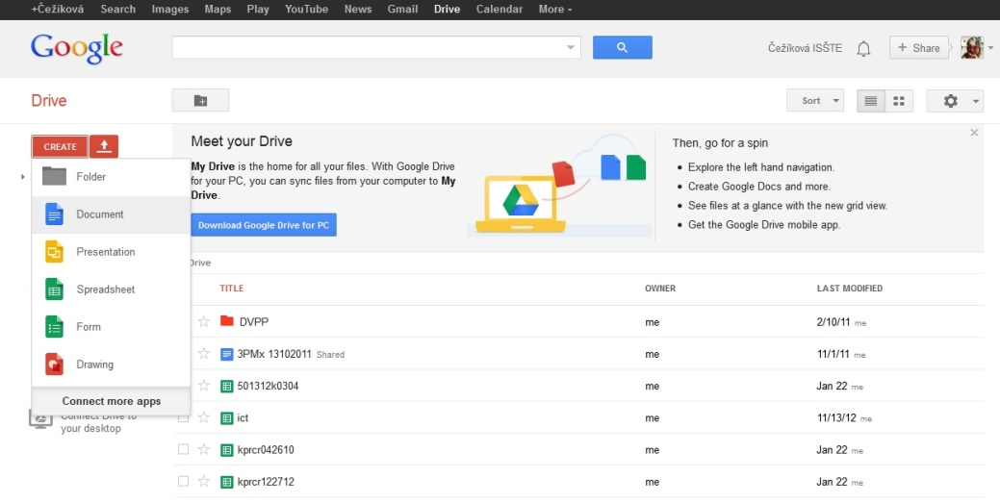 +Čežíková Search Images Maps Play YouTube News Gmail Drive Calendar More
Google
Čežíková ISŠTE + Share
Drive
Sort
CREATE
Folder
Document
Presentation
Spreadsheet
Form
Drawing
Connect more apps
Connect Drive to
your desktop
Meet your Drive
My Drive is the home for all your files. With Google Drive
for your PC, you can sync files from your computer to My
Drive.
Download Google Drive for PC
Then, go for a spin
Explore the left hand navigation.
Create Google Docs and more.
See files at a glance with the new grid view.
Get the Google Drive mobile app.
Drive
TITLE OWNER LAST MODIFIED
DVPP me 2/10/11 me
3PMx 13102011 Shared me 11/1/11 me
501312k0304 me Jan 22 me
ict me 11/13/12 me
kprcr042610 me Jan 22 me
kprcr122712 me Jan 22 me